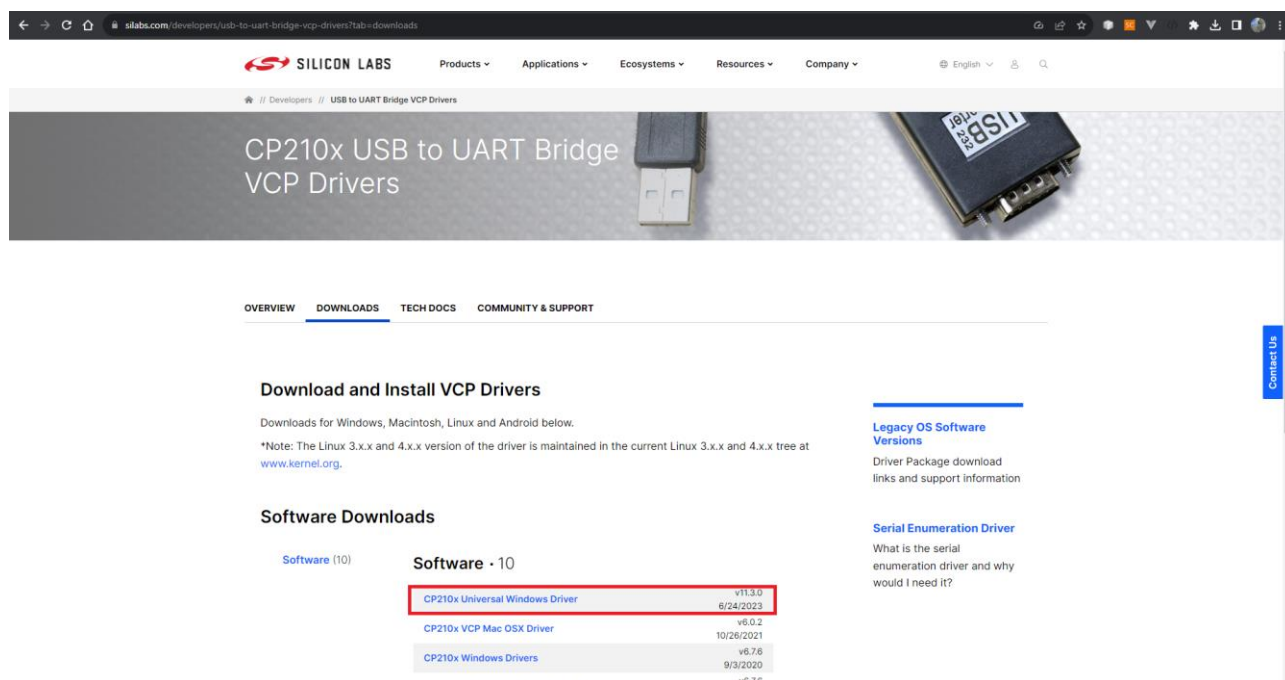 silabs.com/developers/usb-to-uart-bridge-vcp-drivers?tab=downloads
SILICON LABS
Products
Applications
Ecosystems
Resources
Company
English
// Developers // USB to UART Bridge VCP Drivers
CP210x USB to UART Bridge
VCP Drivers
USB
232
OVERVIEW
DOWNLOADS
TECH DOCS
COMMUNITY & SUPPORT
Contact Us
Download and Install VCP Drivers
Downloads for Windows, Macintosh, Linux and Android below.
*Note: The Linux 3.x.x and 4.x.x version of the driver is maintained in the current Linux 3.x.x and 4.x.x tree at
www.kernel.org.
Legacy OS Software
Versions
Driver Package download
links and support information
Software Downloads
Serial Enumeration Driver
What is the serial
enumeration driver and why
would I need it?
Software (10)
Software • 10
CP210x Universal Windows Driver
v11.3.0
6/24/2023
CP210x VCP Mac OSX Driver
v6.0.2
10/26/2021
CP210x Windows Drivers
v6.7.6
9/3/2020